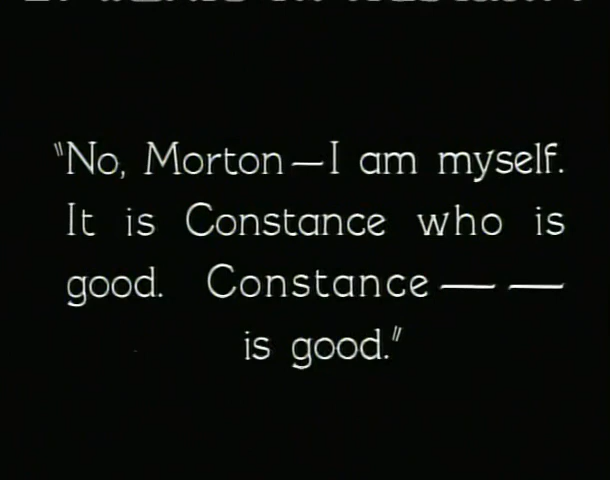 "No, Morton—I am myself.
It is Constance who is
good. Constance — —
is good."